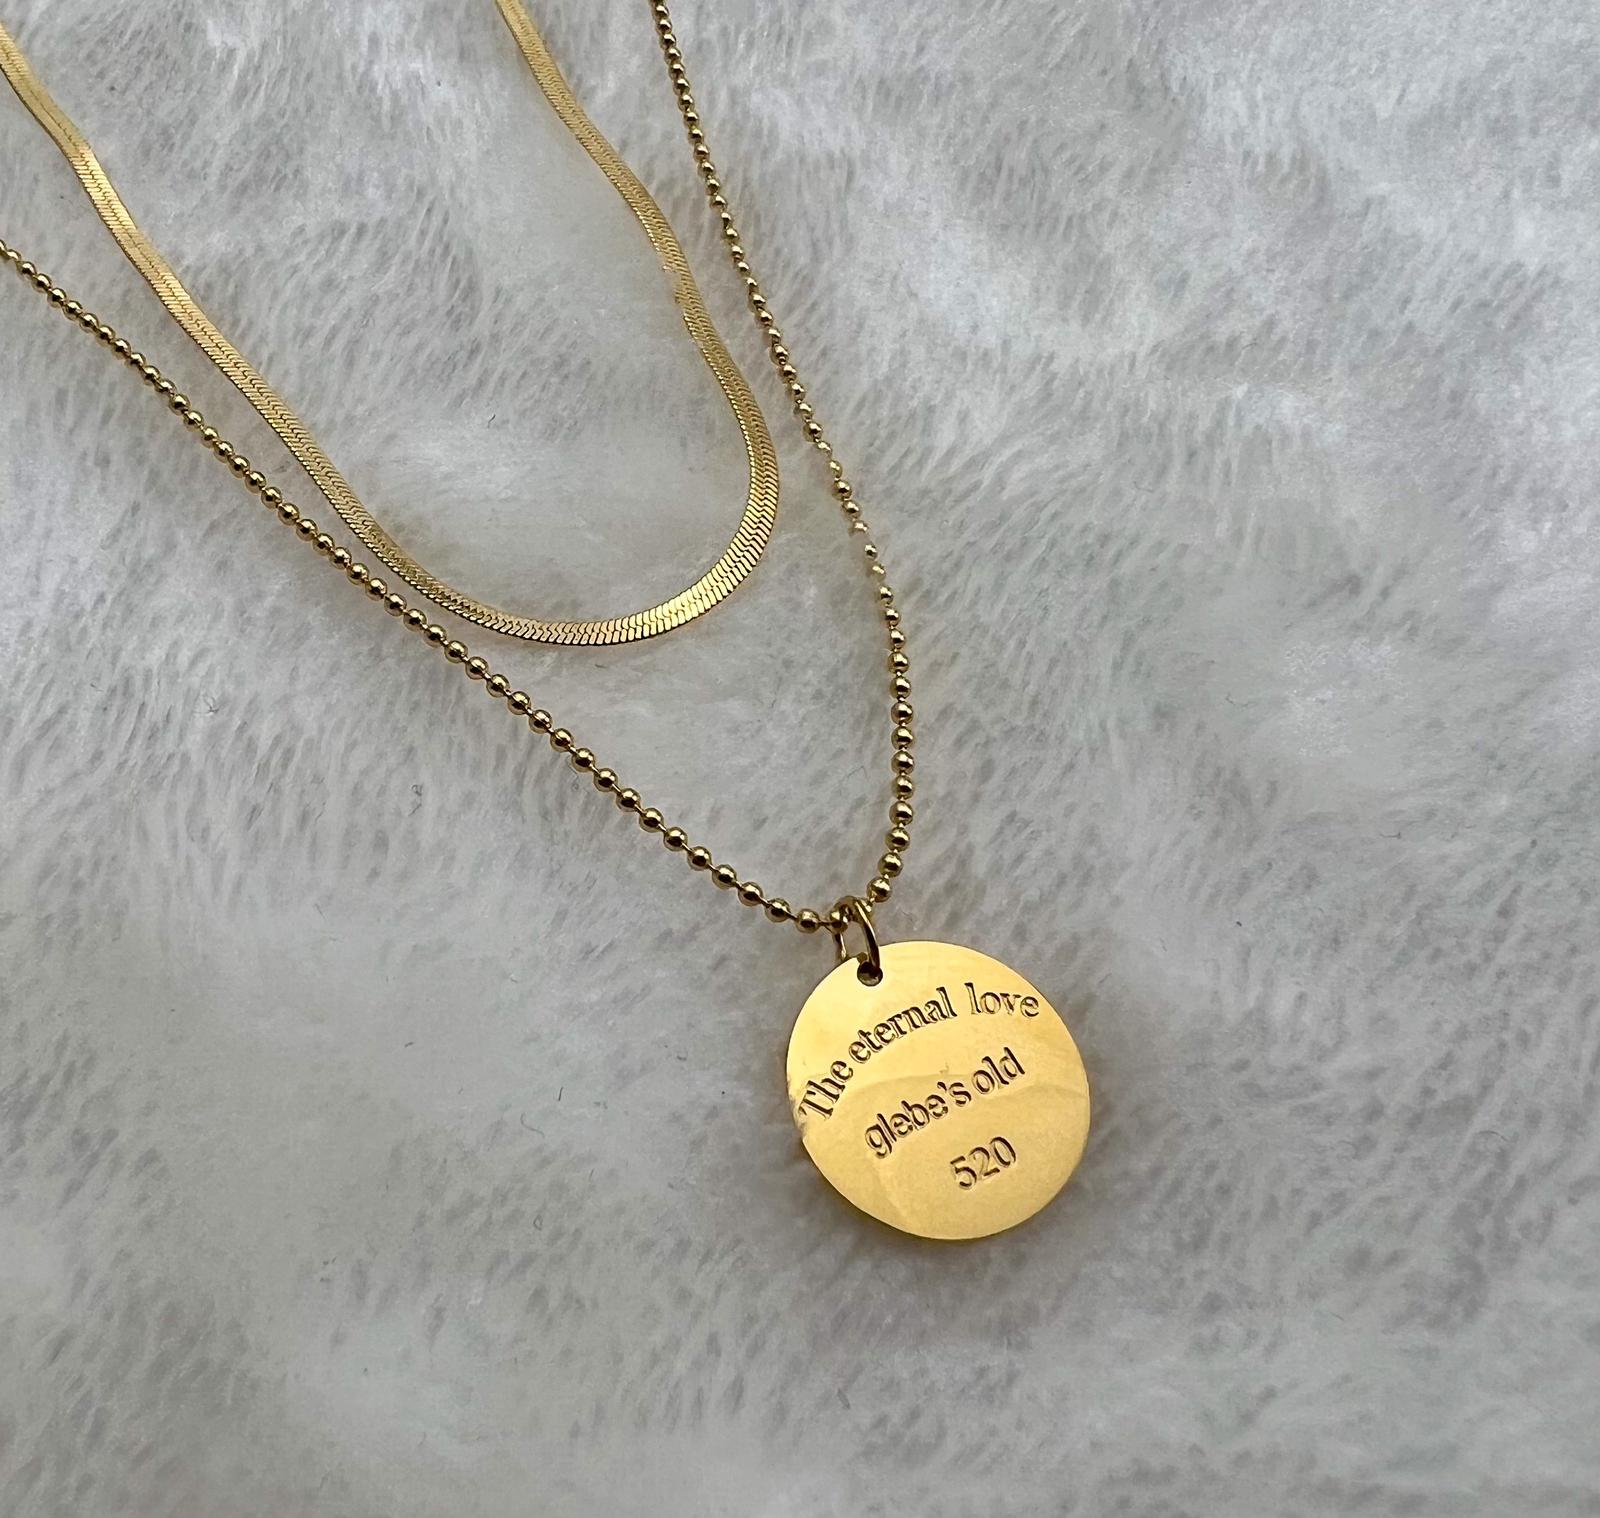 The eternal love
glebe's old
520